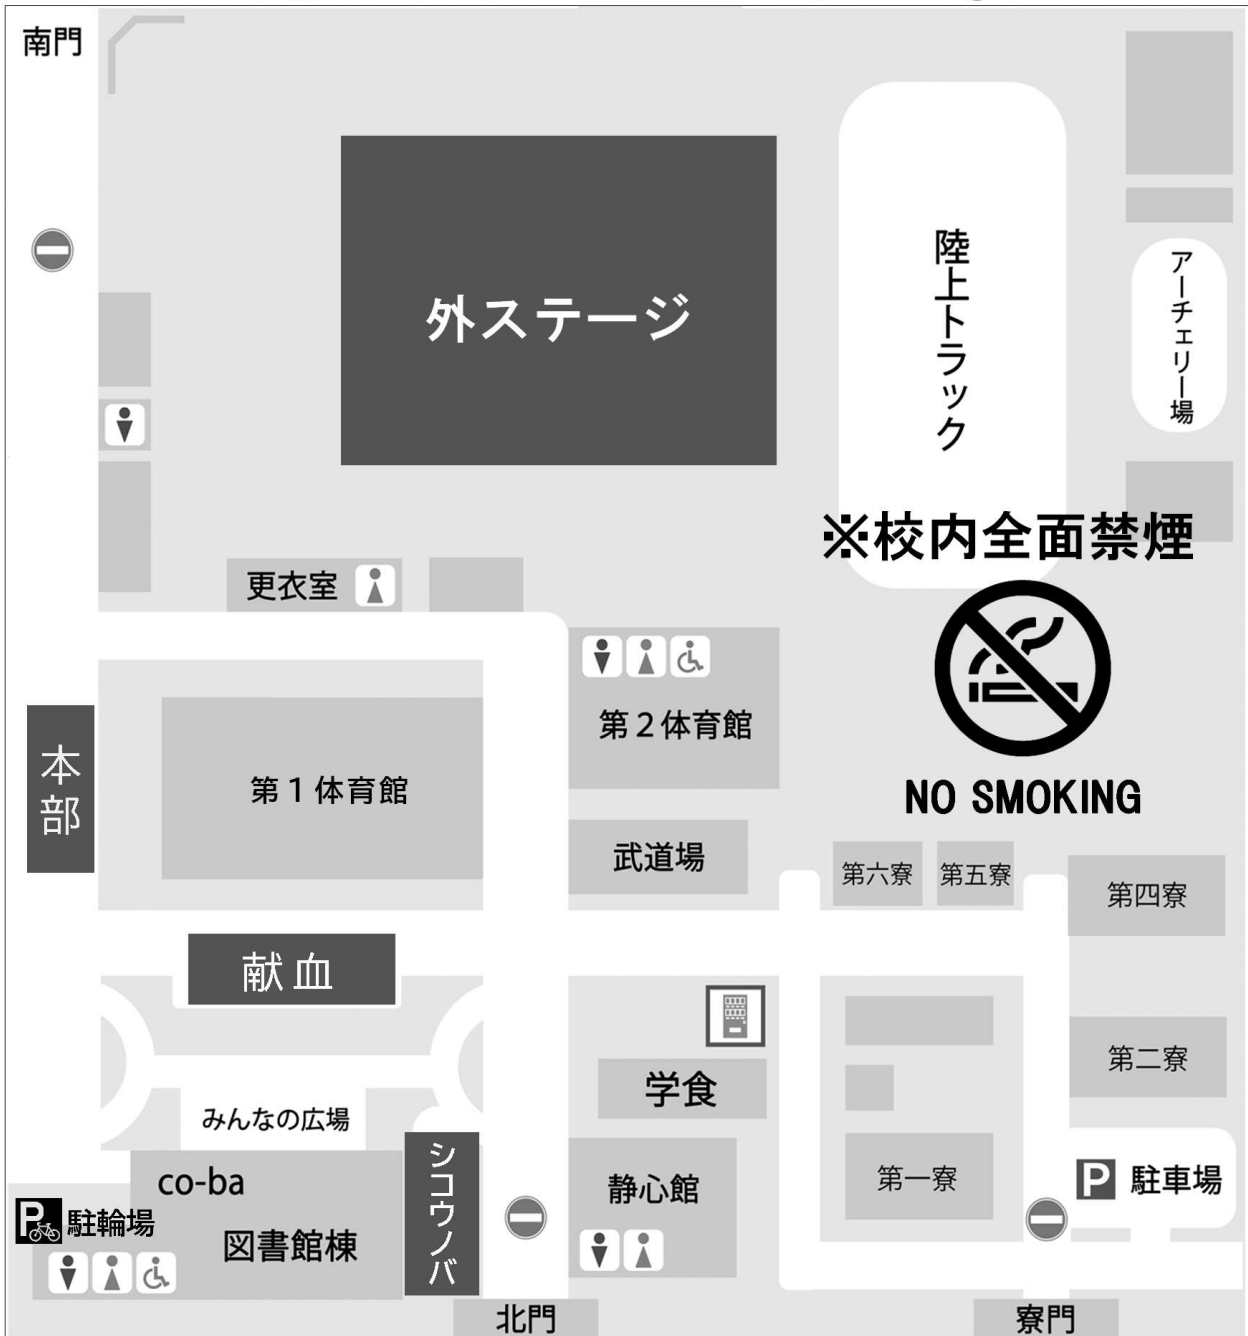 南門
外ステージ
陸上トラック
アーチェリー場
※校内全面禁煙
NO SMOKING
更衣室
第2体育館
本部
第1体育館
武道場
第六寮
第五寮
第四寮
献血
学食
第二寮
みんなの広場
シコウノバ
co-ba
図書館棟
静心館
第一寮
P 駐車場
P 駐輪場
北門
寮門